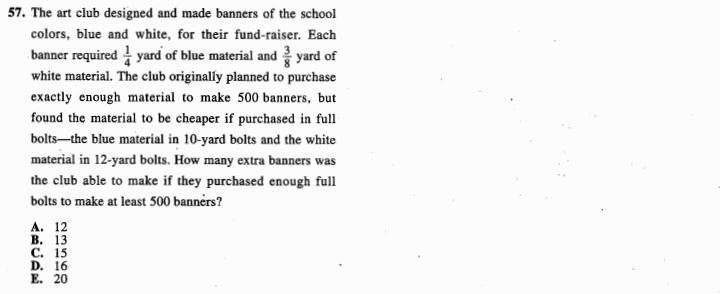 57. The art club designed and made banners of the school
colors, blue and white, for their fund-raiser. Each
banner required 1/4 yard of blue material and 3/8 yard of
white material. The club originally planned to purchase
exactly enough material to make 500 banners, but
found the material to be cheaper if purchased in full
bolts—the blue material in 10-yard bolts and the white
material in 12-yard bolts. How many extra banners was
the club able to make if they purchased enough full
bolts to make at least 500 banners?
A. 12
B. 13
C. 15
D. 16
E. 20